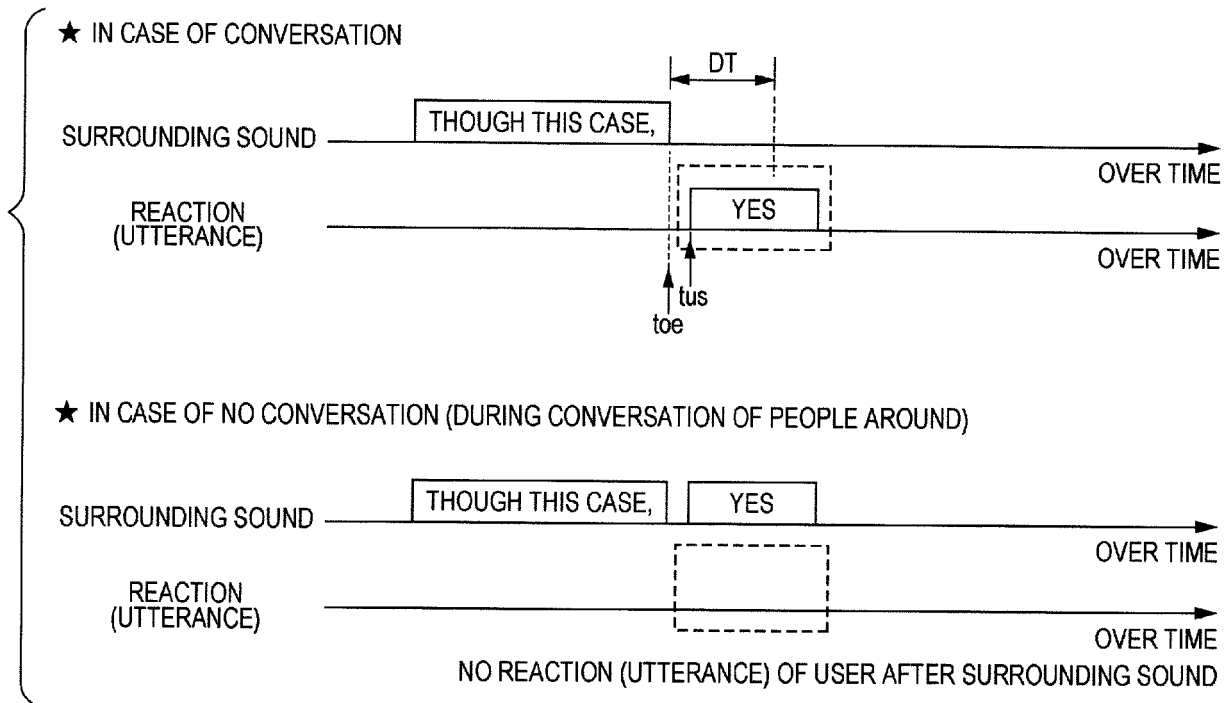 ★ IN CASE OF CONVERSATION
DT
THOUGH THIS CASE,
SURROUNDING SOUND
OVER TIME
YES
REACTION
(UTTERANCE)
OVER TIME
tus
toe
★ IN CASE OF NO CONVERSATION (DURING CONVERSATION OF PEOPLE AROUND)
THOUGH THIS CASE, YES
SURROUNDING SOUND
OVER TIME
REACTION
(UTTERANCE)
OVER TIME
NO REACTION (UTTERANCE) OF USER AFTER SURROUNDING SOUND